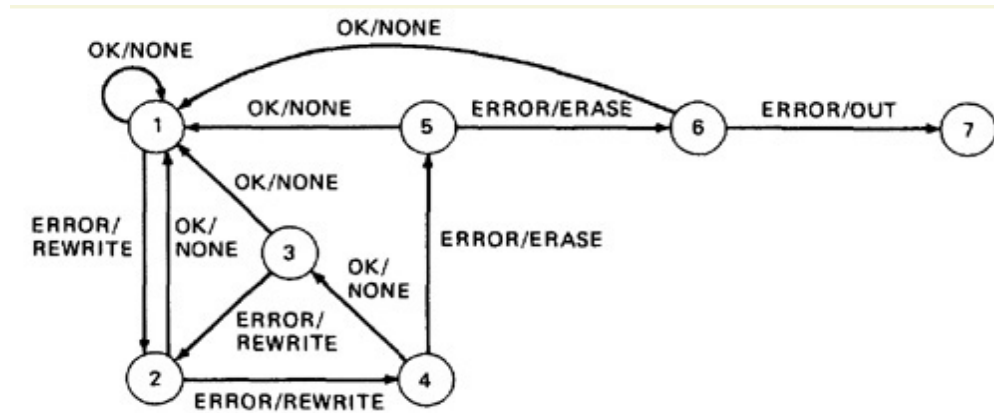 OK/NONE
OK/NONE
1
OK/NONE
5
ERROR/ERASE
6
ERROR/OUT
7
OK/NONE
ERROR/
REWRITE
OK/
NONE
3
OK/
NONE
ERROR/ERASE
ERROR/
REWRITE
2
ERROR/REWRITE
4